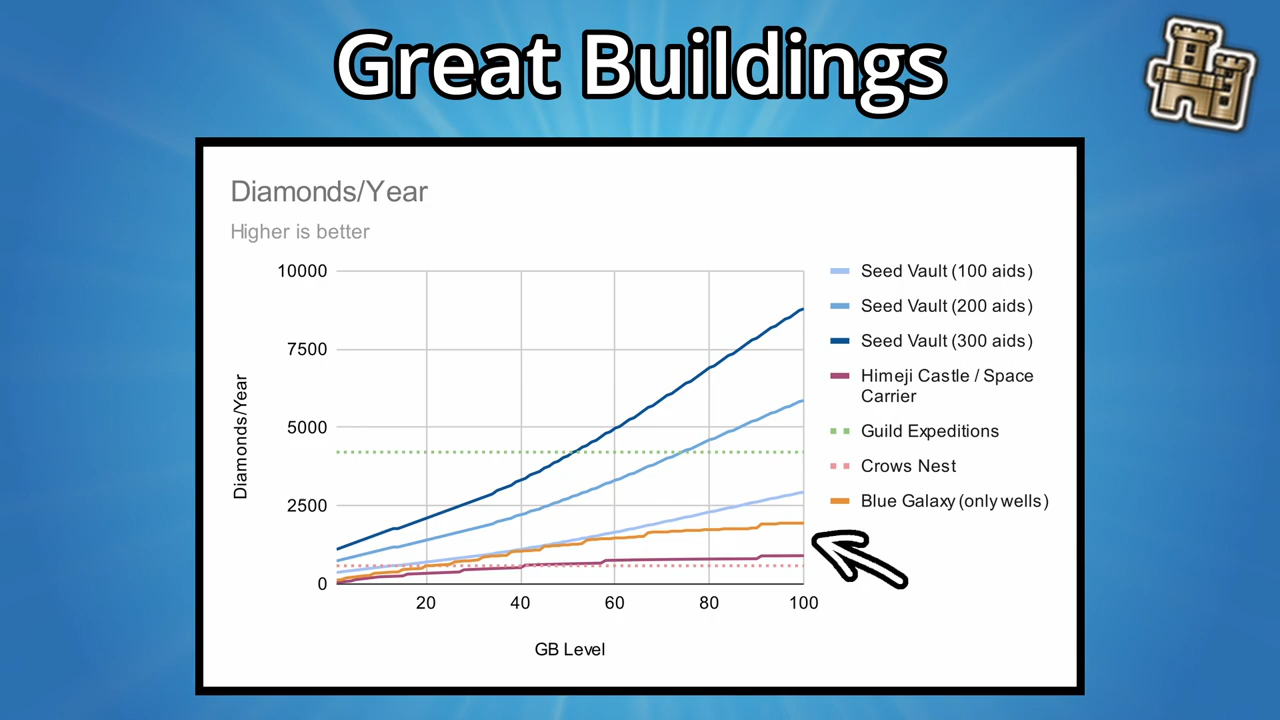 Great Buildings
Diamonds/Year
Higher is better
Diamonds/Year
10000
7500
5000
2500
0
20
40
60
80
100
GB Level
Seed Vault (100 aids)
Seed Vault (200 aids)
Seed Vault (300 aids)
Himeji Castle / Space
Carrier
Guild Expeditions
Crows Nest
Blue Galaxy (only wells)